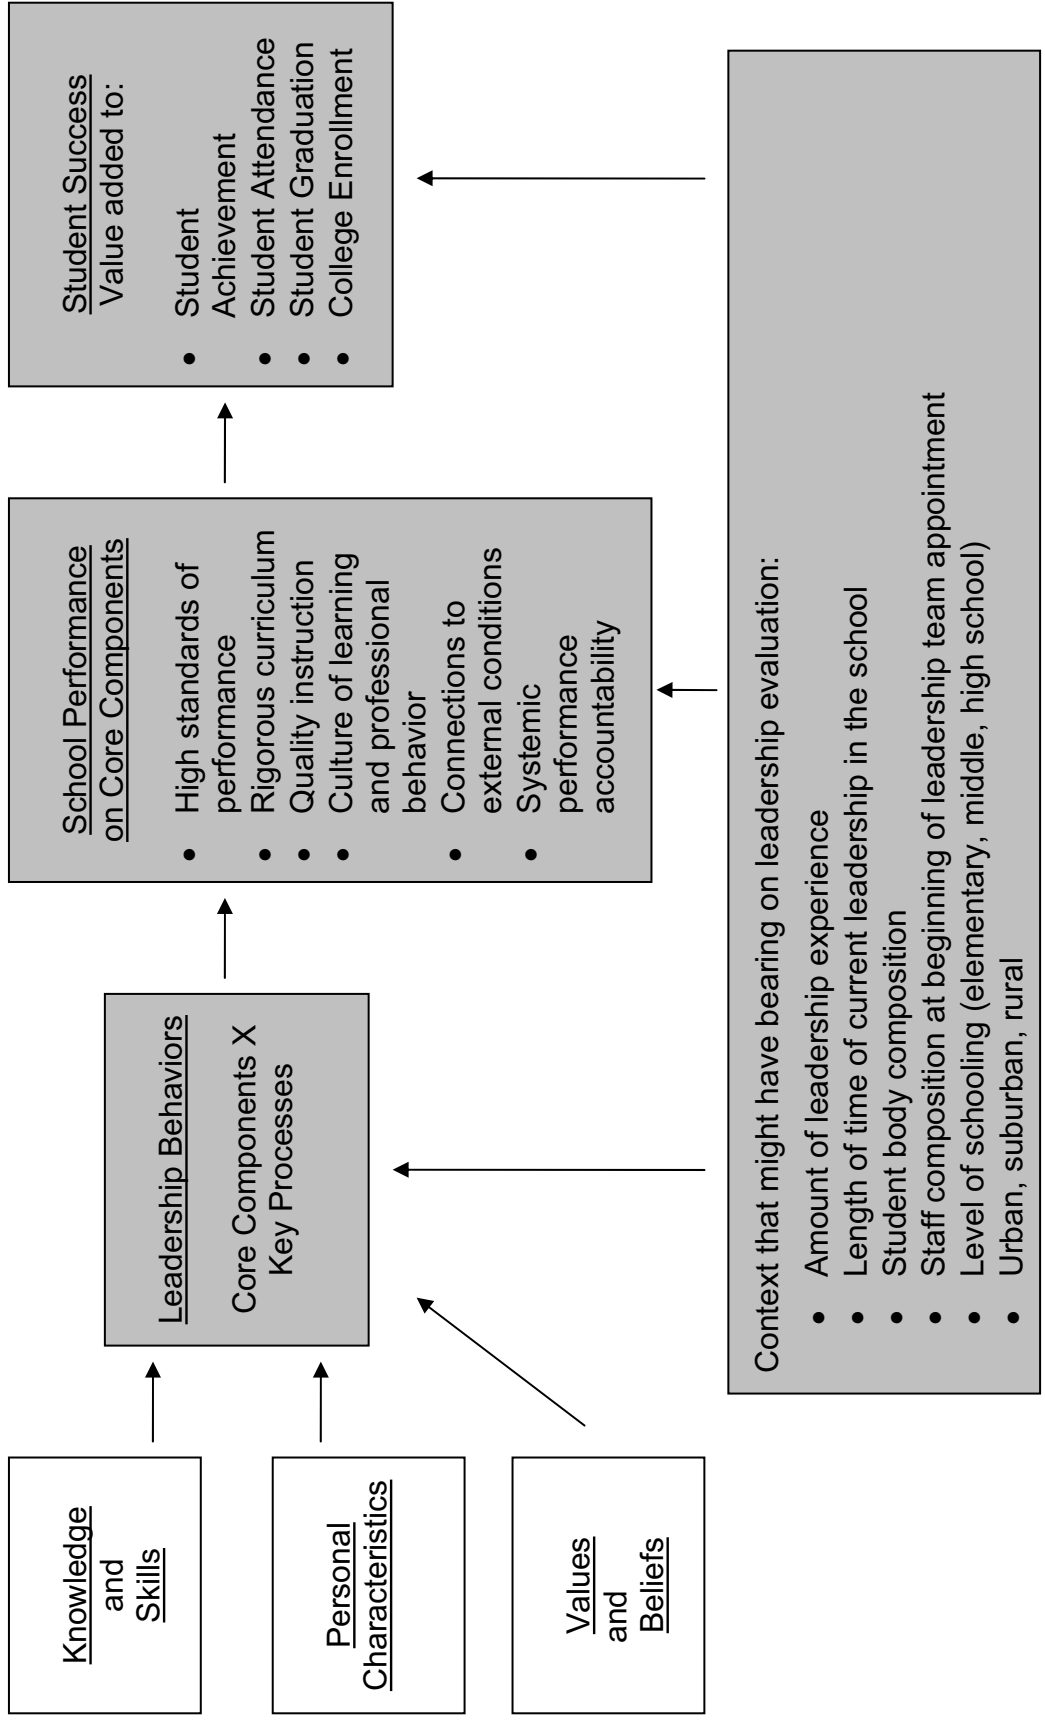 Knowledge
and
Skills
Personal
Characteristics
Values
and
Beliefs
Leadership Behaviors
Core Components X
Key Processes
School Performance
on Core Components
• High standards of
performance
• Rigorous curriculum
• Quality instruction
• Culture of learning
and professional
behavior
• Connections to
external conditions
• Systemic
performance
accountability
Student Success
Value added to:
• Student
Achievement
• Student Attendance
• Student Graduation
• College Enrollment
Context that might have bearing on leadership evaluation:
• Amount of leadership experience
• Length of time of current leadership in the school
• Student body composition
• Staff composition at beginning of leadership team appointment
• Level of schooling (elementary, middle, high school)
• Urban, suburban, rural